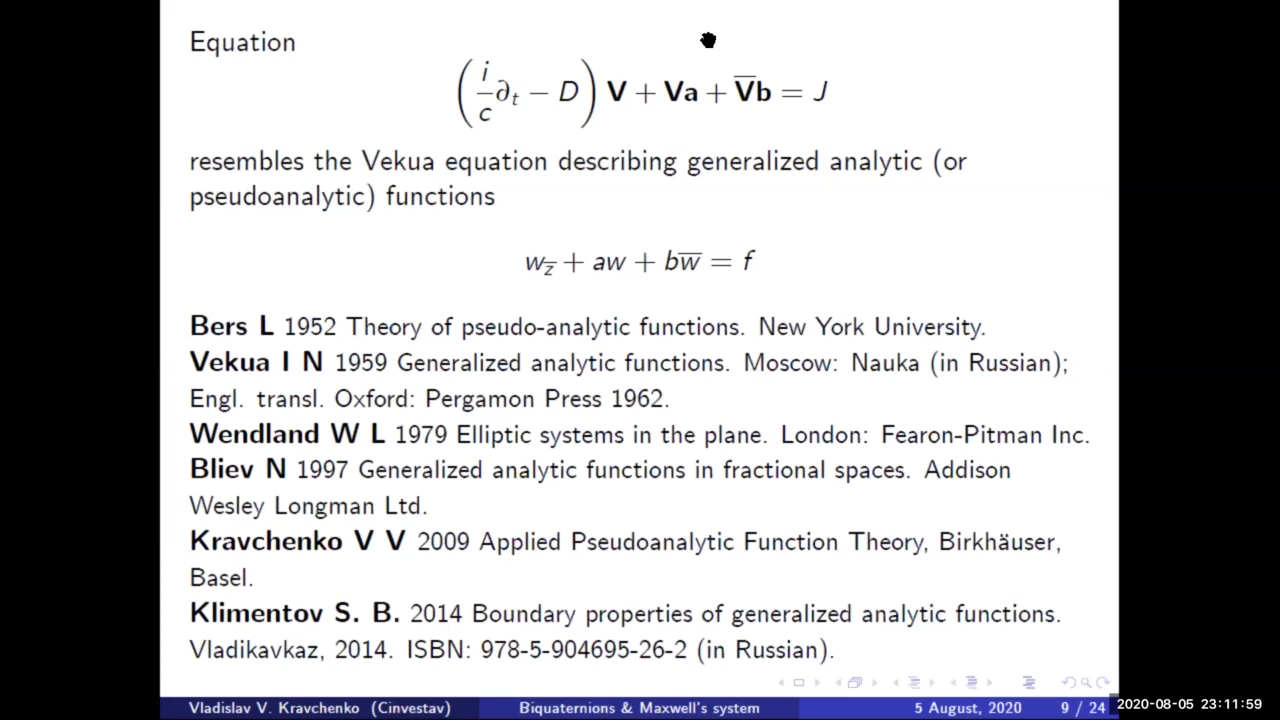 Equation
(i/c ∂_t − D) V + Va + V̅b = J
resembles the Vekua equation describing generalized analytic (or
pseudoanalytic) functions
w_z̅ + aw + bw̅ = f
Bers L 1952 Theory of pseudo-analytic functions. New York University.
Vekua I N 1959 Generalized analytic functions. Moscow: Nauka (in Russian);
Engl. transl. Oxford: Pergamon Press 1962.
Wendland W L 1979 Elliptic systems in the plane. London: Fearon-Pitman Inc.
Bliev N 1997 Generalized analytic functions in fractional spaces. Addison
Wesley Longman Ltd.
Kravchenko V V 2009 Applied Pseudoanalytic Function Theory, Birkhäuser,
Basel.
Klimentov S. B. 2014 Boundary properties of generalized analytic functions.
Vladikavkaz, 2014. ISBN: 978-5-904695-26-2 (in Russian).
Vladislav V. Kravchenko (Cinvestav) Biquaternions & Maxwell's system 5 August, 2020 9 / 24
2020-08-05 23:11:59